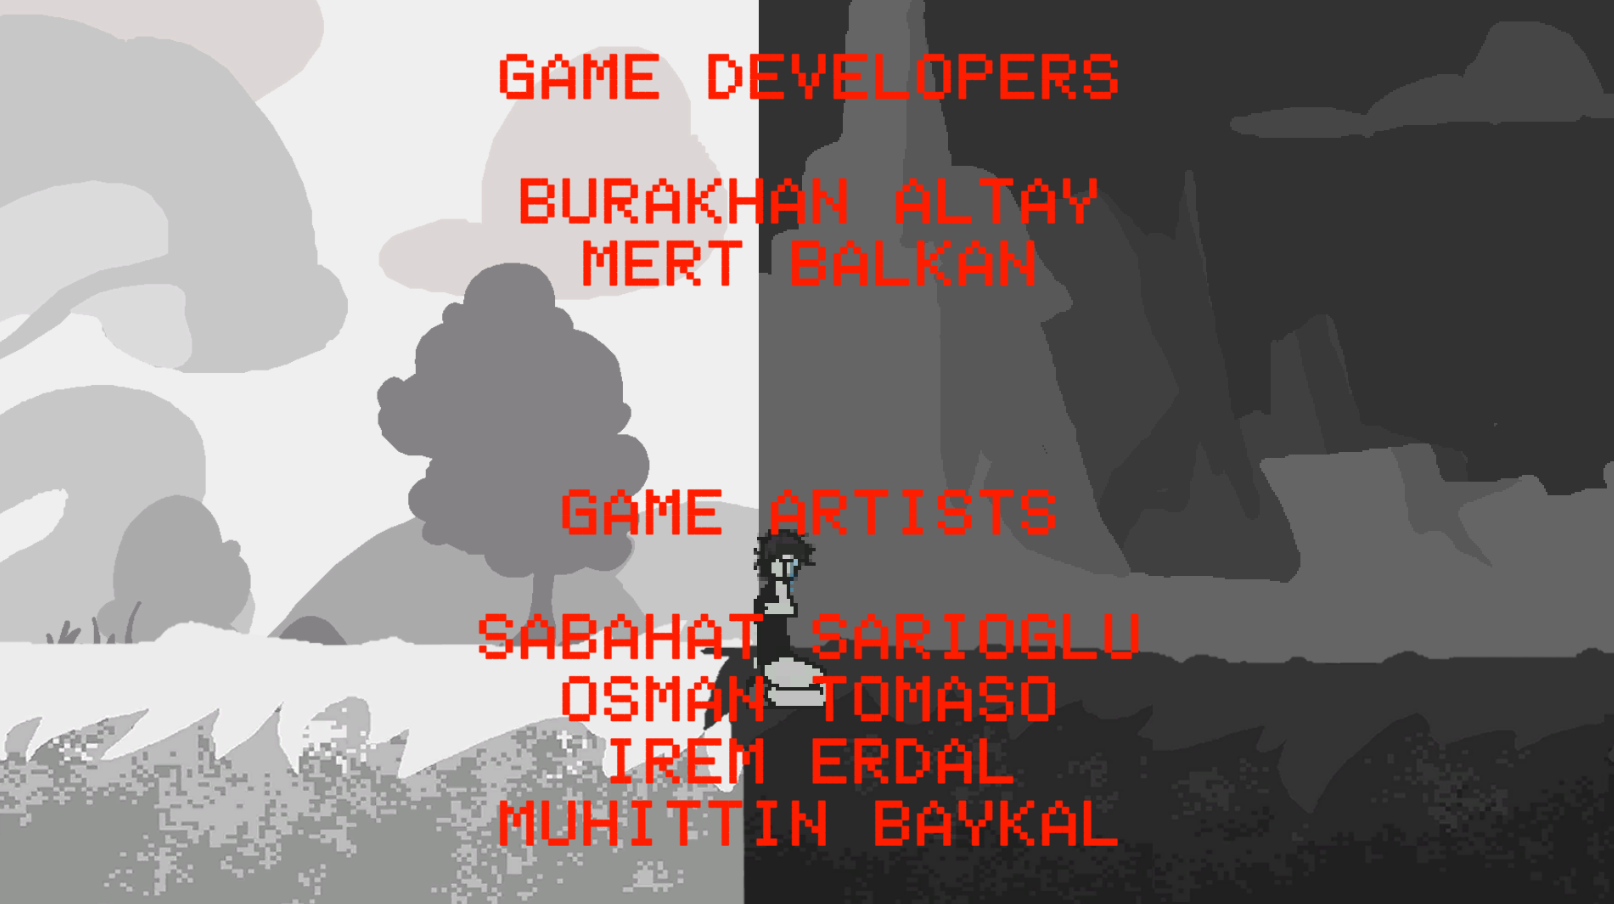 GAME DEVELOPERS
BURAKHAN ALTAY
MERT BALKAN
GAME ARTISTS
SABAHAT SARIOGLU
OSMAN TOMASO
IREM ERDAL
MUHITTIN BAYKAL